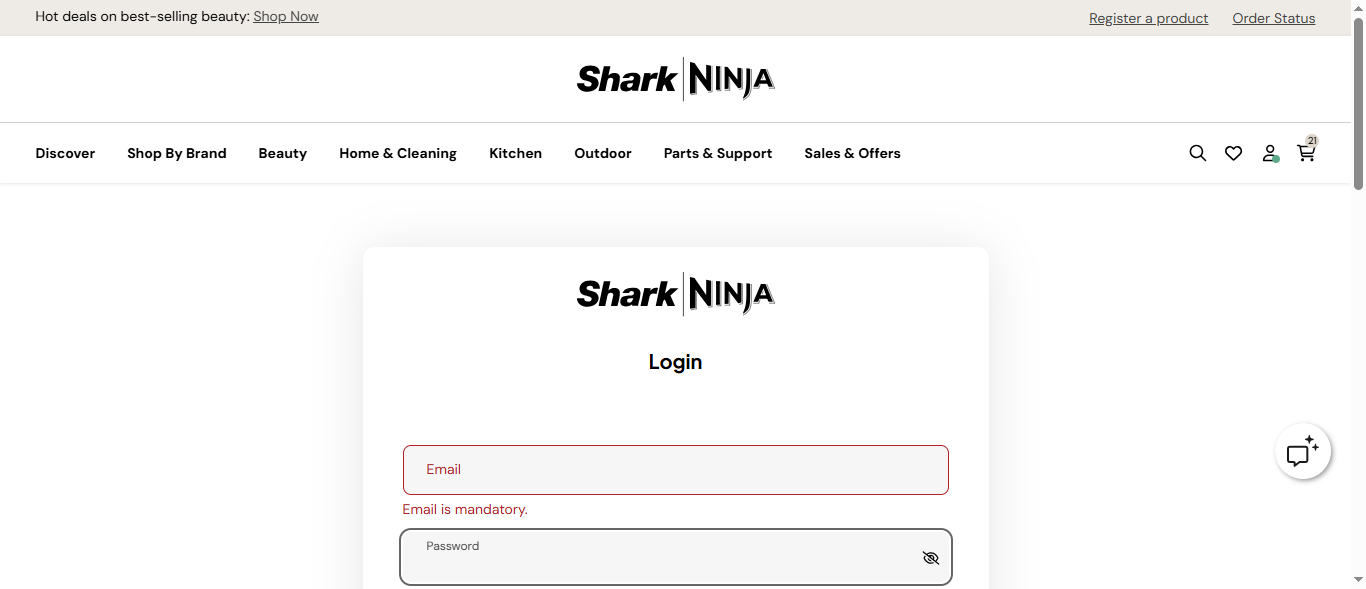 Hot deals on best-selling beauty: Shop Now
Register a product
Order Status
Shark NINJA
Discover
Shop By Brand
Beauty
Home & Cleaning
Kitchen
Outdoor
Parts & Support
Sales & Offers
21
Shark NINJA
Login
Email
Email is mandatory.
Password